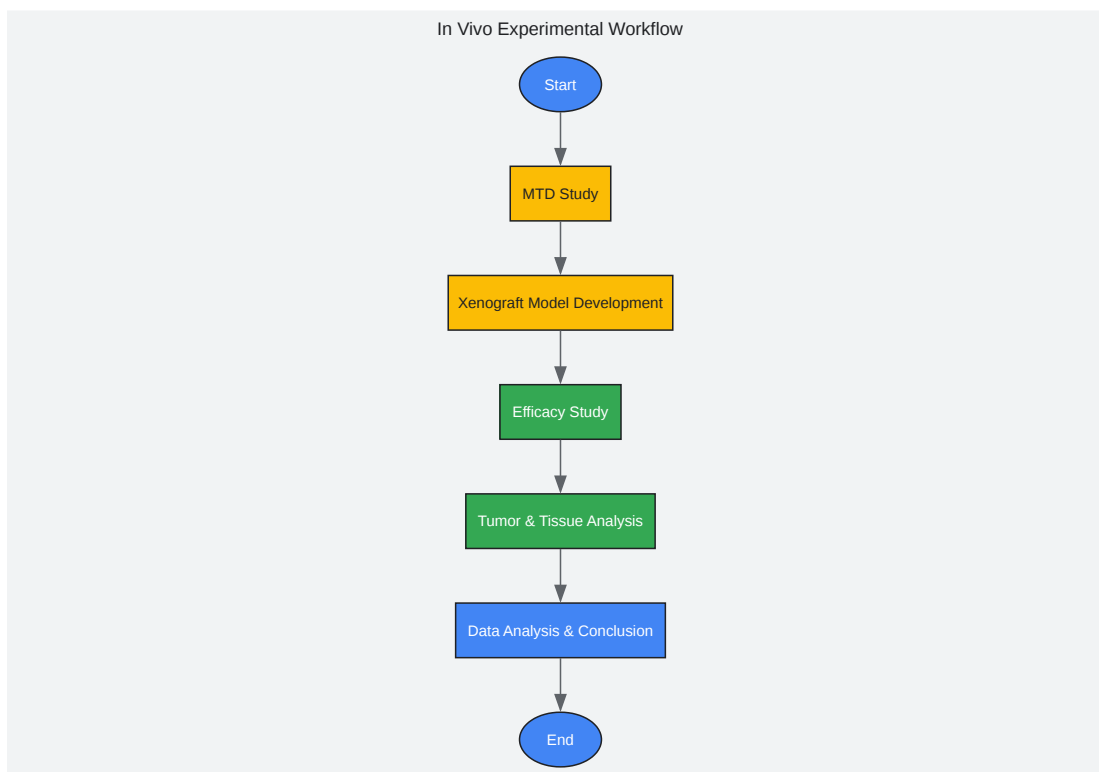 In Vivo Experimental Workflow
Start
MTD Study
Xenograft Model Development
Efficacy Study
Tumor & Tissue Analysis
Data Analysis & Conclusion
End